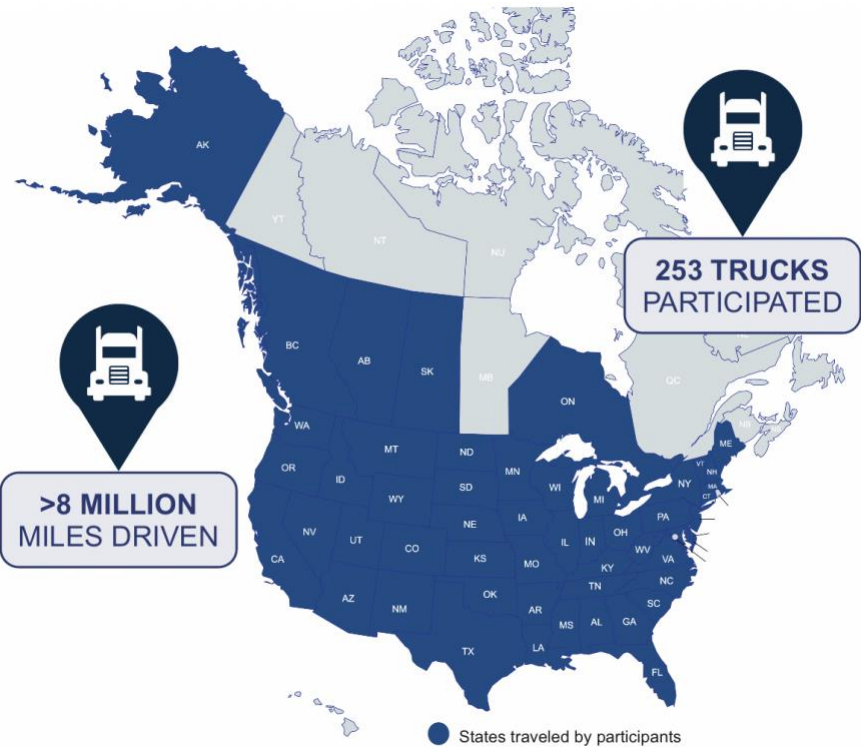 AK
YT
NT
NU
253 TRUCKS
PARTICIPATED
BC
AB
SK
MB
ON
QC
NB
WA
MT
ND
MN
ME
OR
ID
SD
WI
MI
VT
NH
NY
MA
CT
>8 MILLION
MILES DRIVEN
WY
NE
IA
PA
NV
UT
CO
IL
IN
OH
CA
KS
MO
WV
VA
KY
NC
AZ
NM
OK
TN
AR
SC
MS
AL
GA
TX
LA
FL
States traveled by participants